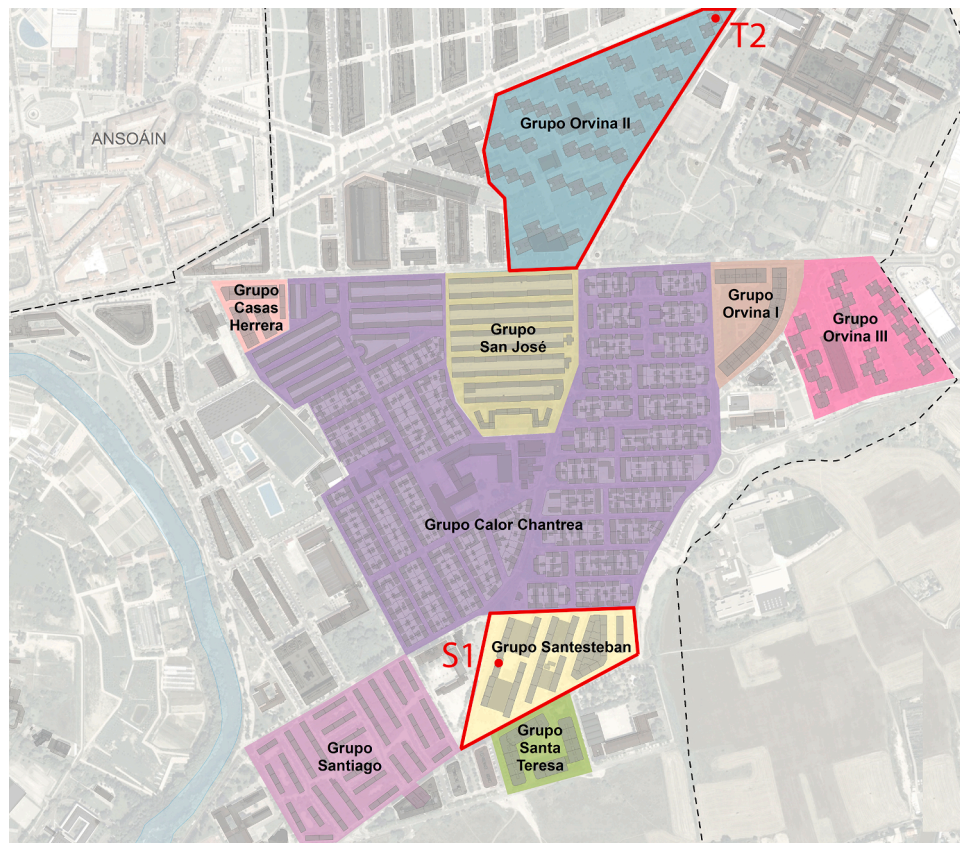 T2
Grupo Orvina II
ANSOÁIN
Grupo
Casas
Herrera
Grupo
San José
Grupo
Orvina I
Grupo
Orvina III
Grupo Calor Chantrea
S1
Grupo Santesteban
Grupo
Santiago
Grupo
Santa
Teresa